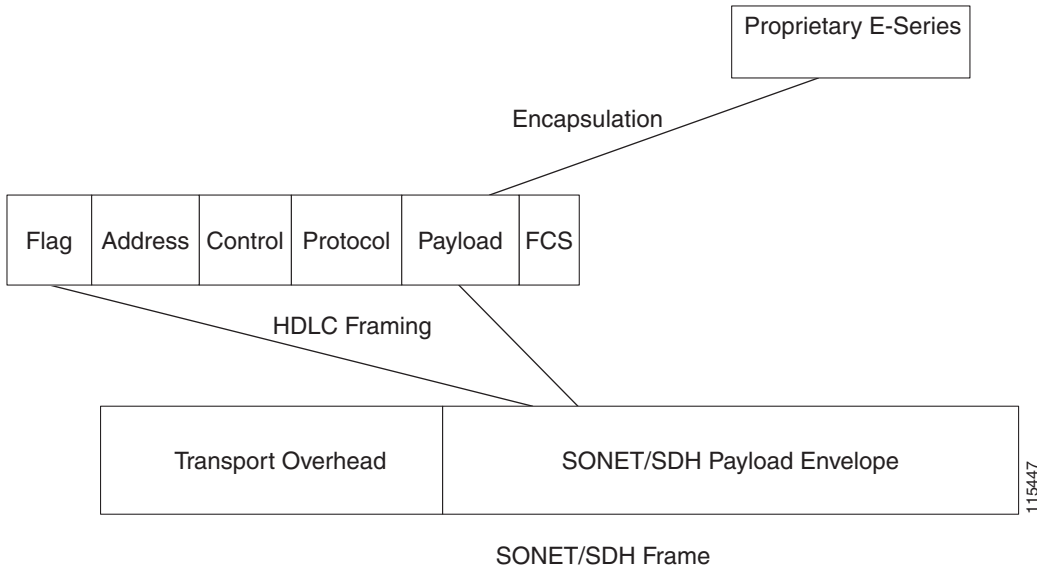 Proprietary E-Series
Encapsulation
Flag Address Control Protocol Payload FCS
HDLC Framing
Transport Overhead SONET/SDH Payload Envelope
115447
SONET/SDH Frame